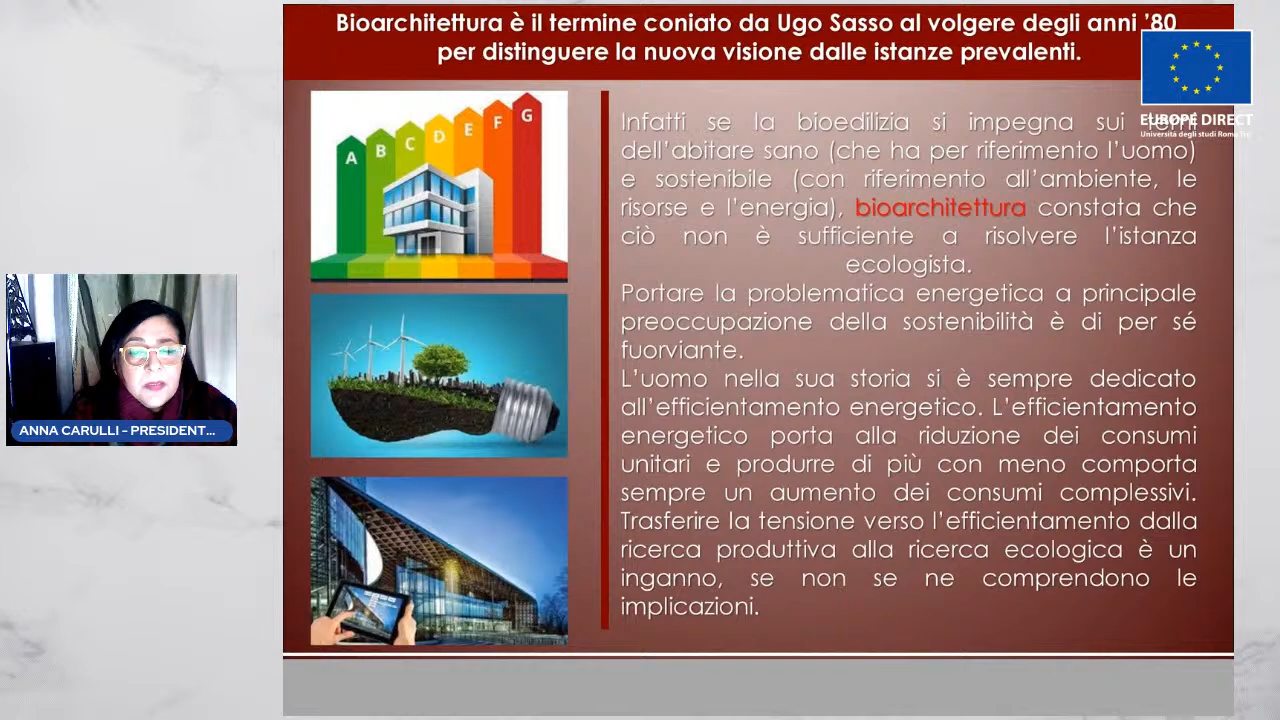 Bioarchitettura è il termine coniato da Ugo Sasso al volgere degli anni '80
per distinguere la nuova visione dalle istanze prevalenti.
A B C D E F G
Infatti se la bioedilizia si impegna sui temi
dell'abitare sano (che ha per riferimento l'uomo)
e sostenibile (con riferimento all'ambiente, le
risorse e l'energia), bioarchitettura constata che
ciò non è sufficiente a risolvere l'istanza
ecologista.
Portare la problematica energetica a principale
preoccupazione della sostenibilità è di per sé
fuorviante.
L'uomo nella sua storia si è sempre dedicato
all'efficientamento energetico. L'efficientamento
energetico porta alla riduzione dei consumi
unitari e produrre di più con meno comporta
sempre un aumento dei consumi complessivi.
Trasferire la tensione verso l'efficientamento dalla
ricerca produttiva alla ricerca ecologica è un
inganno, se non se ne comprendono le
implicazioni.
EUROPE DIRECT
Università degli studi Roma Tre
ANNA CARULLI - PRESIDENT...